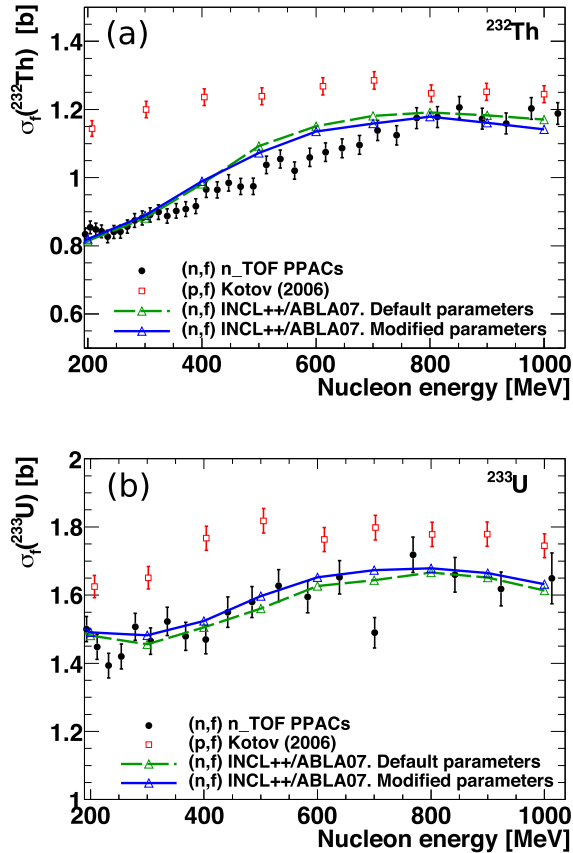 (a)
232Th
σf(232Th) [b]
1.4
1.2
1
0.8
0.6
(n,f) n_TOF PPACs
(p,f) Kotov (2006)
(n,f) INCL++/ABLA07. Default parameters
(n,f) INCL++/ABLA07. Modified parameters
200 400 600 800 1000
Nucleon energy [MeV]
(b)
233U
σf(233U) [b]
2
1.8
1.6
1.4
1.2
1
(n,f) n_TOF PPACs
(p,f) Kotov (2006)
(n,f) INCL++/ABLA07. Default parameters
(n,f) INCL++/ABLA07. Modified parameters
200 400 600 800 1000
Nucleon energy [MeV]